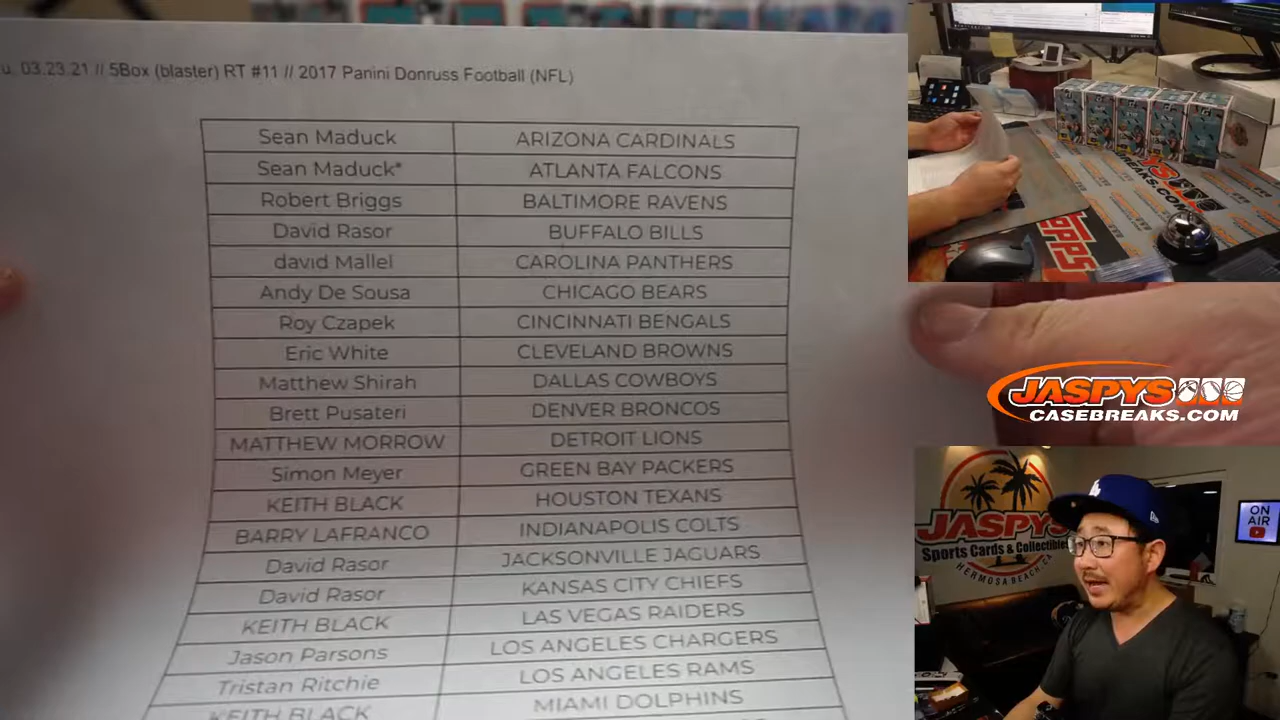 u, 03.23.21 // 5Box (blaster) RT #11 // 2017 Panini Donruss Football (NFL)
Sean Maduck ARIZONA CARDINALS
Sean Maduck* ATLANTA FALCONS
Robert Briggs BALTIMORE RAVENS
David Rasor BUFFALO BILLS
david Mallel CAROLINA PANTHERS
Andy De Sousa CHICAGO BEARS
Roy Czapek CINCINNATI BENGALS
Eric White CLEVELAND BROWNS
Matthew Shirah DALLAS COWBOYS
Brett Pusateri DENVER BRONCOS
MATTHEW MORROW DETROIT LIONS
Simon Meyer GREEN BAY PACKERS
KEITH BLACK HOUSTON TEXANS
BARRY LAFRANCO INDIANAPOLIS COLTS
David Rasor JACKSONVILLE JAGUARS
David Rasor KANSAS CITY CHIEFS
KEITH BLACK LAS VEGAS RAIDERS
Jason Parsons LOS ANGELES CHARGERS
Tristan Ritchie LOS ANGELES RAMS
KEITH BLACK MIAMI DOLPHINS
TOPPS
JASPYS
CASEBREAKS.COM
JASPYS
Sports Cards & Collectibles
HERMOSA BEACH, CA
LA
ON
AIR